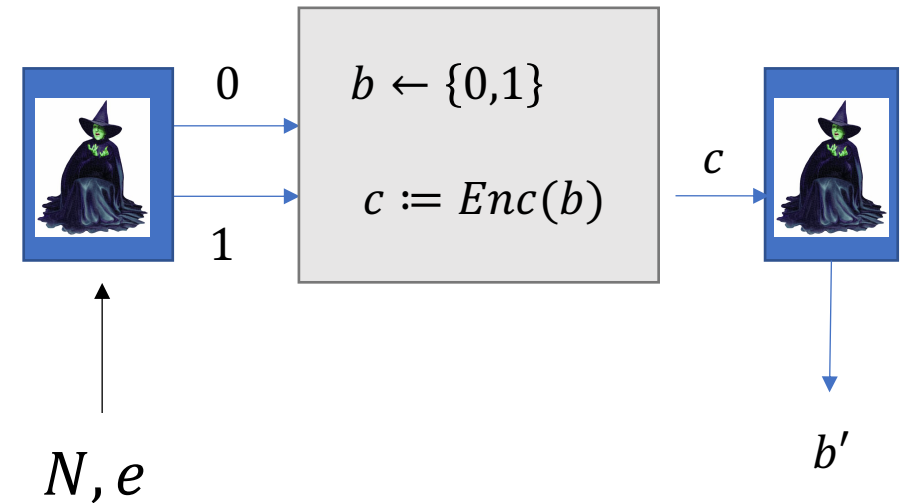 0
1
b ← {0,1}
c ≔ Enc(b)
c
N, e
b′